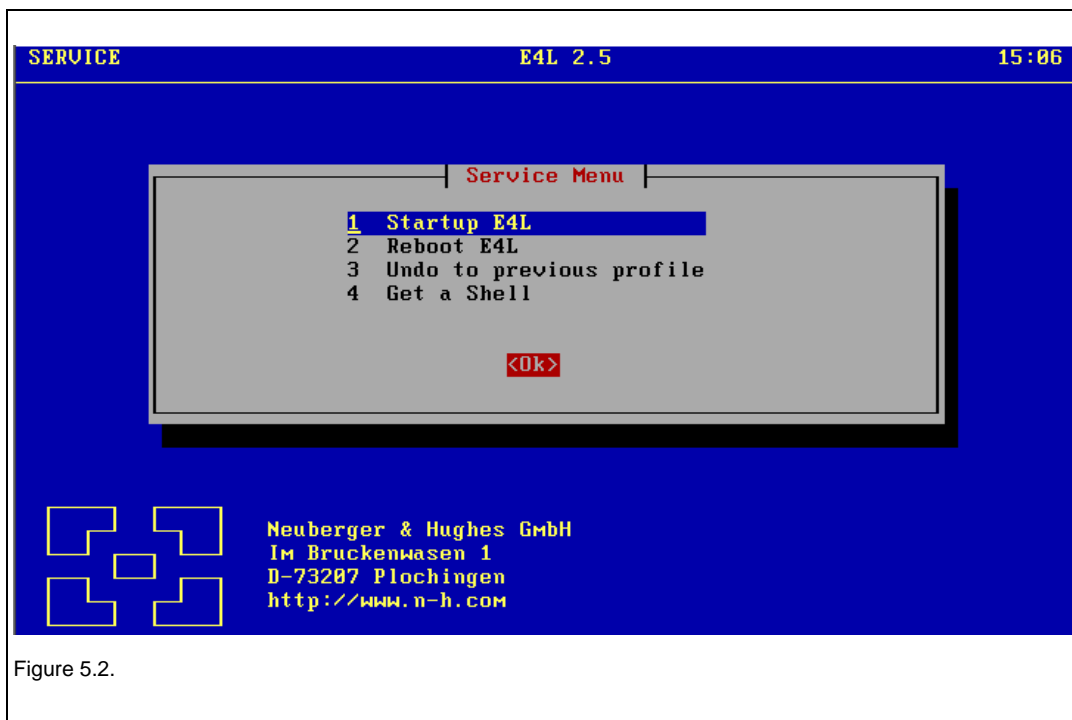 SERVICE E4L 2.5 15:06
Service Menu
1 Startup E4L
2 Reboot E4L
3 Undo to previous profile
4 Get a Shell
<Ok>
Neuberger & Hughes GmbH
Im Bruckenwasen 1
D-73207 Plochingen
http://www.n-h.com
Figure 5.2.